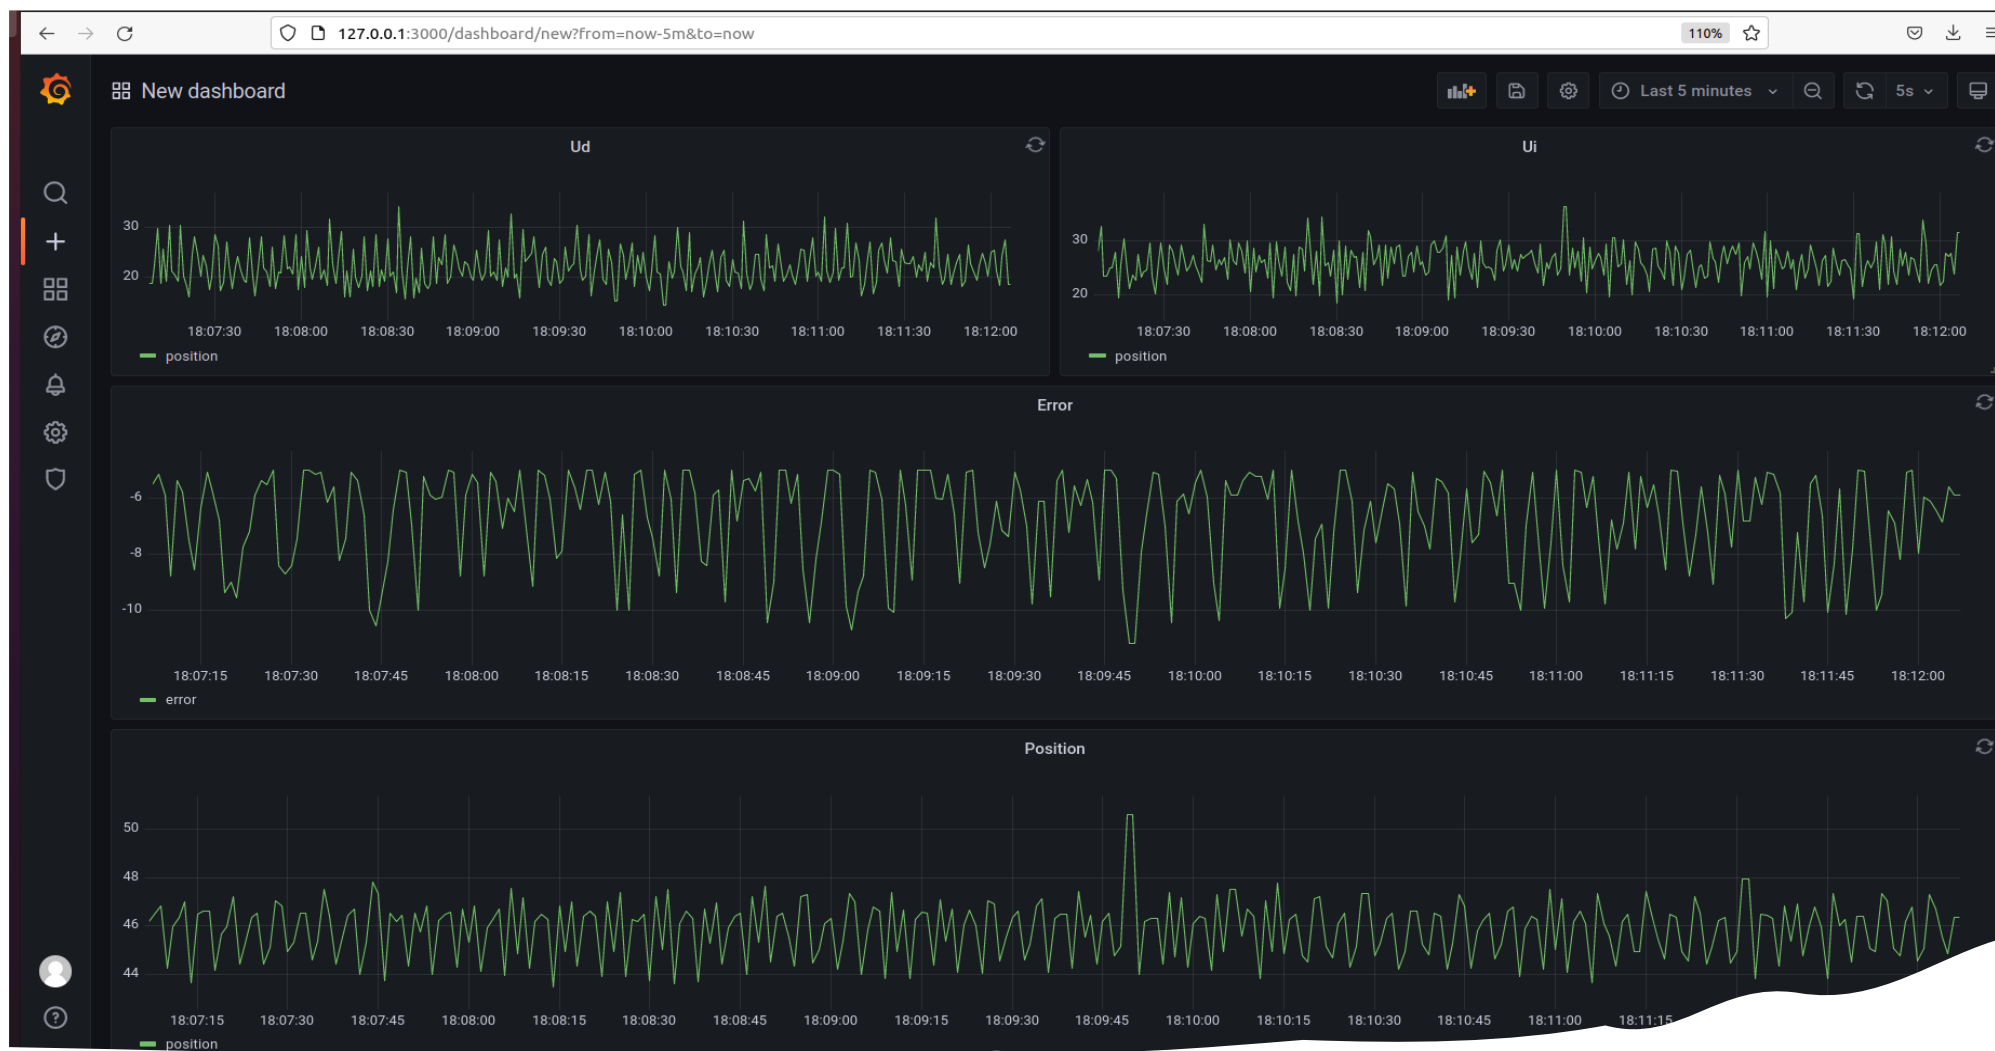 127.0.0.1:3000/dashboard/new?from=now-5m&to=now 110%
New dashboard Last 5 minutes 5s
Ud
30
20
18:07:30 18:08:00 18:08:30 18:09:00 18:09:30 18:10:00 18:10:30 18:11:00 18:11:30 18:12:00
position
Ui
30
20
18:07:30 18:08:00 18:08:30 18:09:00 18:09:30 18:10:00 18:10:30 18:11:00 18:11:30 18:12:00
position
Error
-6
-8
-10
18:07:15 18:07:30 18:07:45 18:08:00 18:08:15 18:08:30 18:08:45 18:09:00 18:09:15 18:09:30 18:09:45 18:10:00 18:10:15 18:10:30 18:10:45 18:11:00 18:11:15 18:11:30 18:11:45 18:12:00
error
Position
50
48
46
44
18:07:15 18:07:30 18:07:45 18:08:00 18:08:15 18:08:30 18:08:45 18:09:00 18:09:15 18:09:30 18:09:45 18:10:00 18:10:15 18:10:30 18:10:45 18:11:00 18:11:15
position